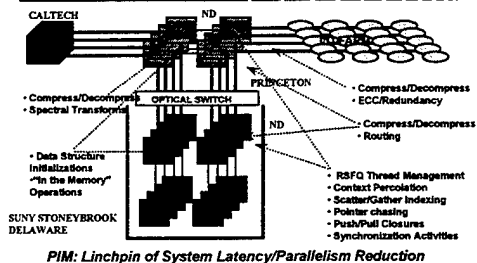 CALTECH
ND
PRINCETON
• Compress/Decompress
• Spectral Transforms
• Compress/Decompress
• ECC/Redundancy
OPTICAL SWITCH
ND
• Compress/Decompress
• Routing
• Data Structure
Initializations
• "In the Memory"
Operations
• RSFQ Thread Management
• Context Percolation
• Scatter/Gather Indexing
• Pointer chasing
• Push/Pull Closures
• Synchronization Activities
SUNY STONEYBROOK
DELAWARE
PIM: Linchpin of System Latency/Parallelism Reduction